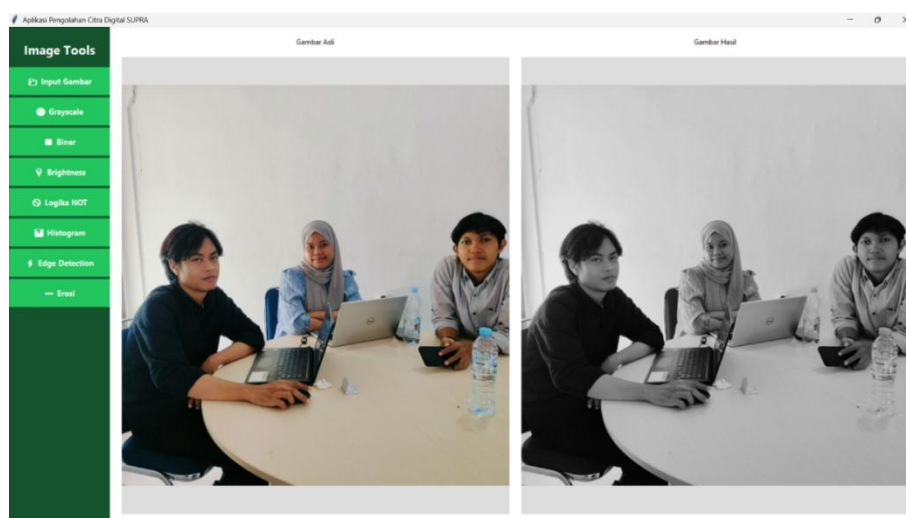 Aplikasi Pengolahan Citra Digital SUPRA
Image Tools
Input Gambar
Grayscale
Biner
Brightness
Logika NOT
Histogram
Edge Detection
Erosi
Gambar Asli
Gambar Hasil